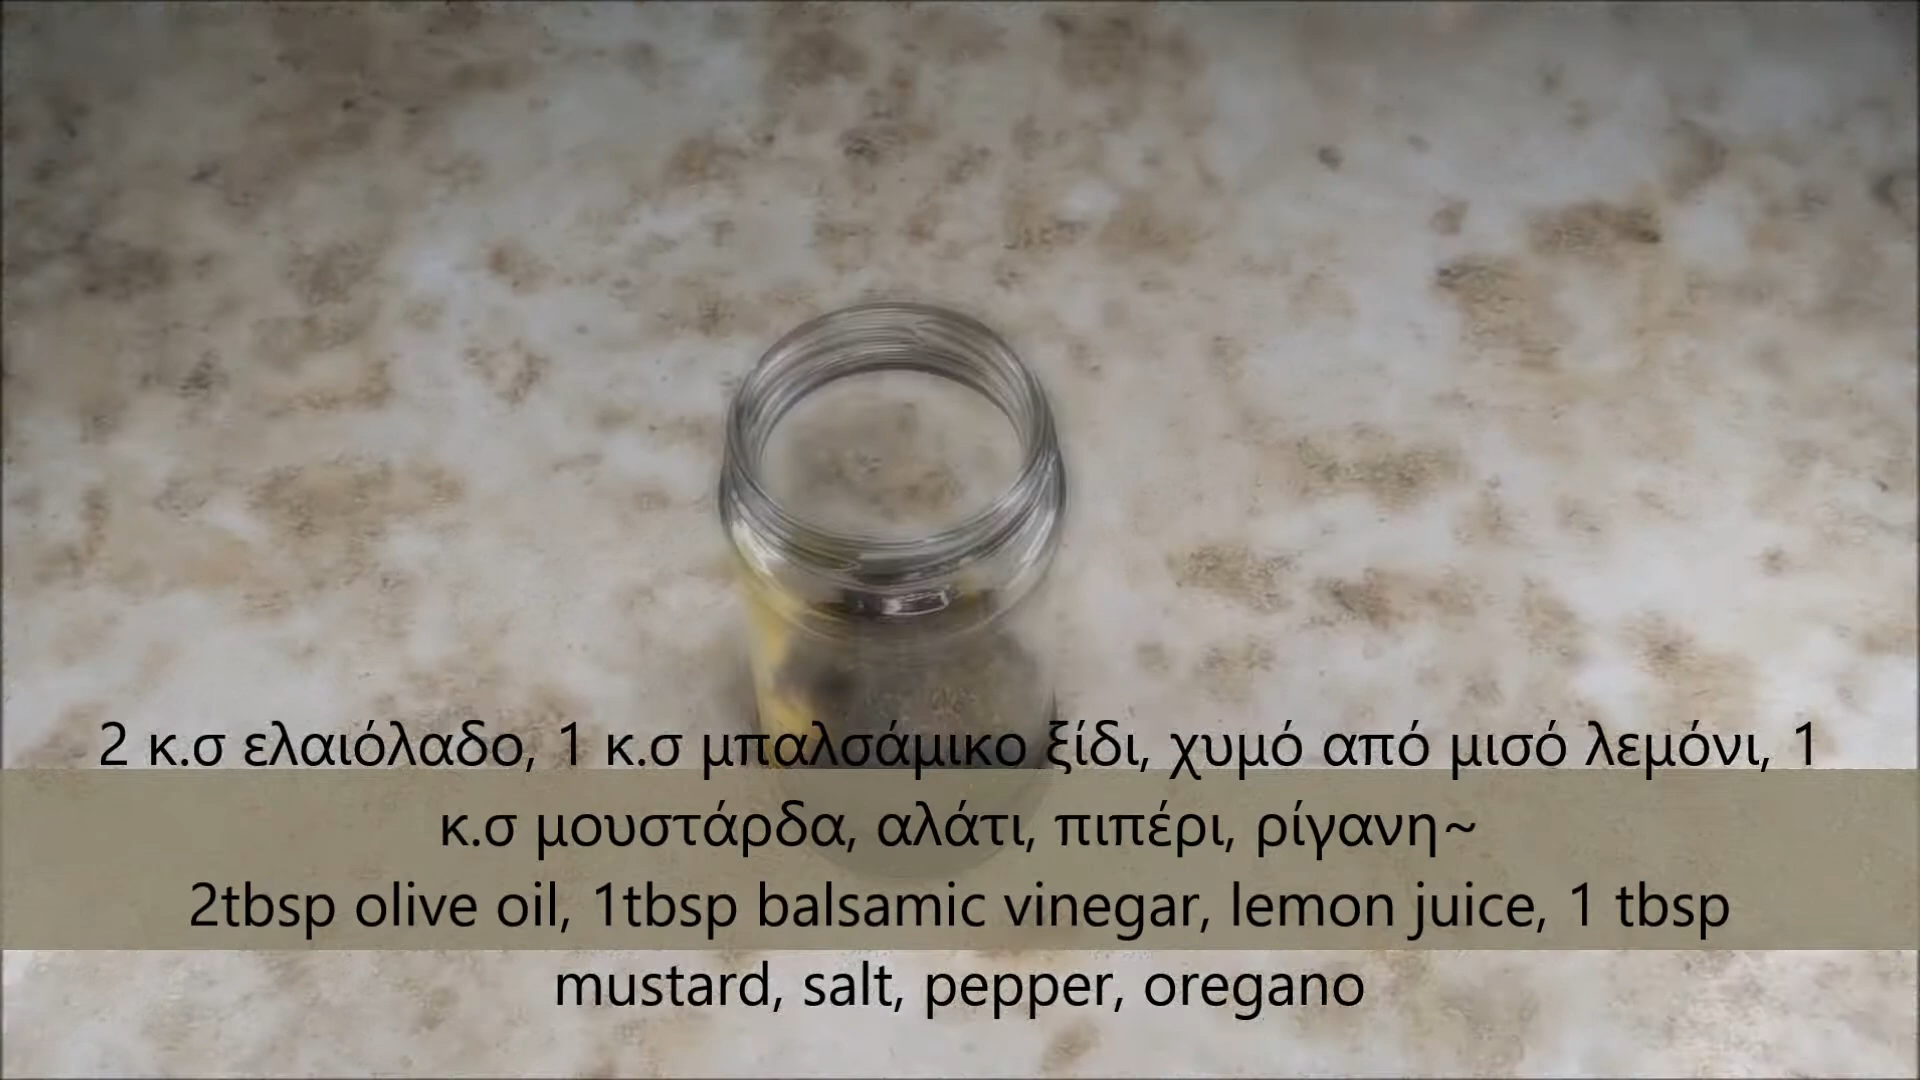 2 κ.σ ελαιόλαδο, 1 κ.σ μπαλσάμικο ξίδι, χυμό από μισό λεμόνι, 1
κ.σ μουστάρδα, αλάτι, πιπέρι, ρίγανη~
2tbsp olive oil, 1tbsp balsamic vinegar, lemon juice, 1 tbsp
mustard, salt, pepper, oregano